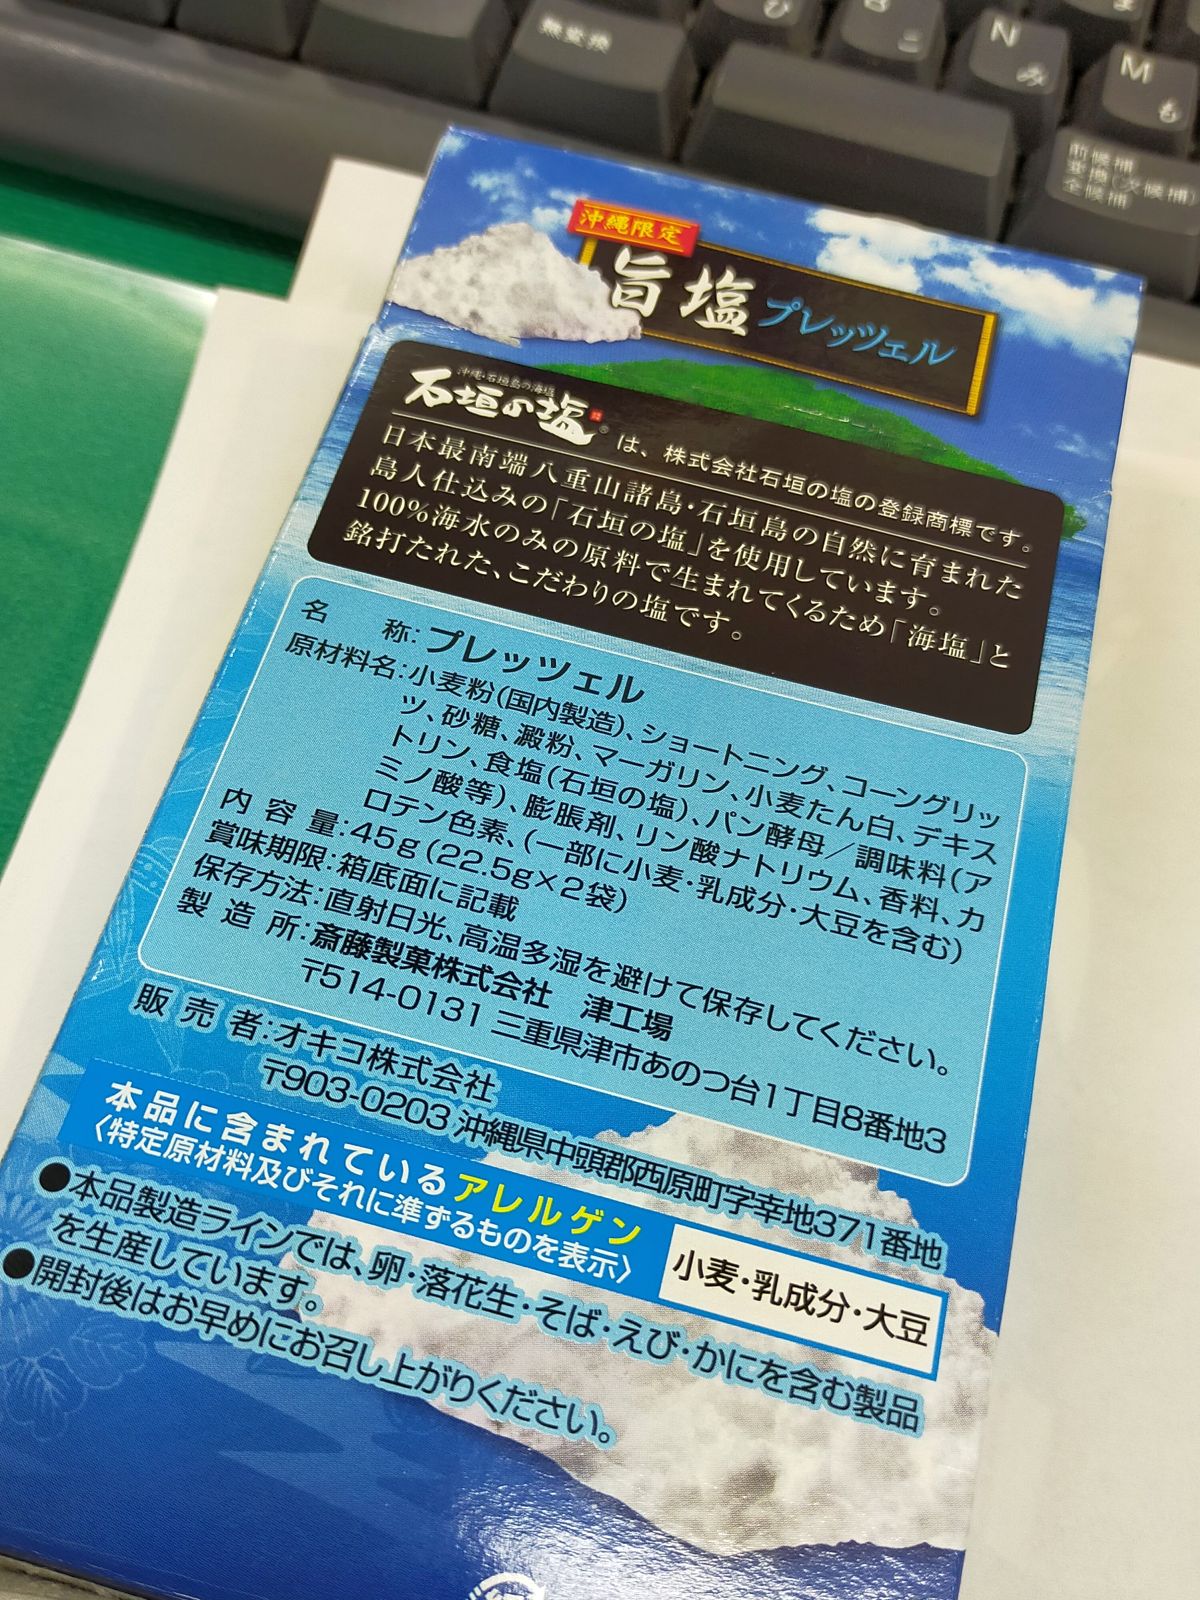 無変換
び
こ
N
み
M
も
前候補
変換(次候補)
全候補
沖縄限定
旨塩プレッツェル
沖縄・石垣島の海塩
石垣の塩® は、株式会社石垣の塩の登録商標です。
日本最南端八重山諸島・石垣島の自然に育まれた
島人仕込みの「石垣の塩」を使用しています。
100%海水のみの原料で生まれてくるため「海塩」と
銘打たれた、こだわりの塩です。
名 称:プレッツェル
原材料名:小麦粉(国内製造)、ショートニング、コーングリッ
ツ、砂糖、澱粉、マーガリン、小麦たん白、デキス
トリン、食塩(石垣の塩)、パン酵母/調味料(ア
ミノ酸等)、膨脹剤、リン酸ナトリウム、香料、カ
ロテン色素、(一部に小麦・乳成分・大豆を含む)
内容量:45g(22.5g×2袋)
賞味期限:箱底面に記載
保存方法:直射日光、高温多湿を避けて保存してください。
製造所:斎藤製菓株式会社 津工場
〒514-0131 三重県津市あのつ台1丁目8番地3
販売者:オキコ株式会社
〒903-0203 沖縄県中頭郡西原町字幸地371番地
本品に含まれているアレルゲン
〈特定原材料及びそれに準ずるものを表示〉
小麦・乳成分・大豆
●本品製造ラインでは、卵・落花生・そば・えび・かにを含む製品
を生産しています。
●開封後はお早めにお召し上がりください。